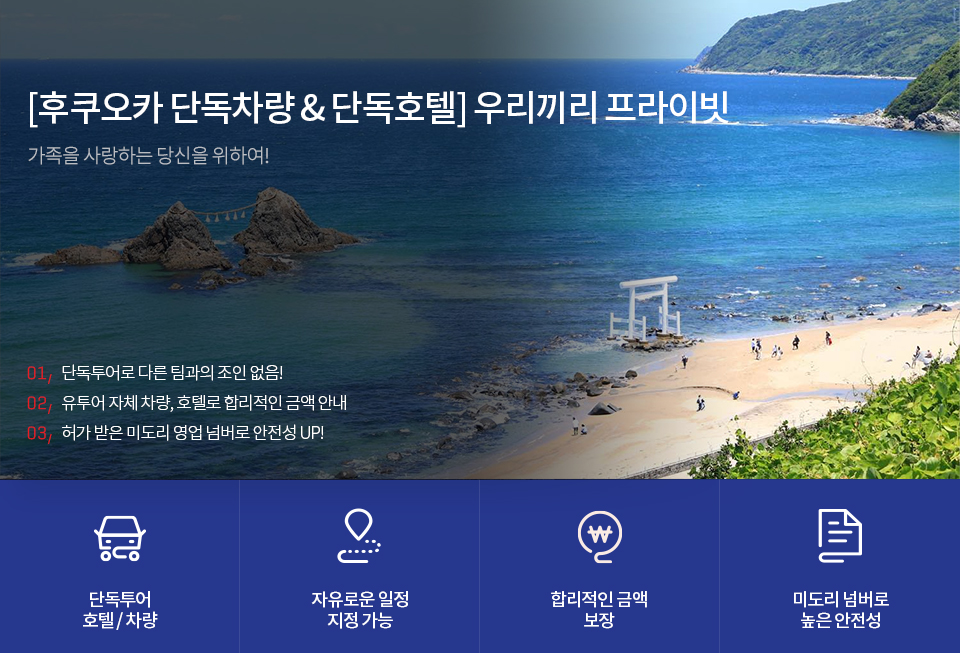 [후쿠오카 단독차량 & 단독호텔] 우리끼리 프라이빗
가족을 사랑하는 당신을 위하여!
01, 단독투어로 다른 팀과의 조인 없음!
02, 유투어 자체 차량, 호텔로 합리적인 금액 안내
03, 허가 받은 미도리 영업 넘버로 안전성 UP!
단독투어
호텔 / 차량
자유로운 일정
지정 가능
합리적인 금액
보장
미도리 넘버로
높은 안전성